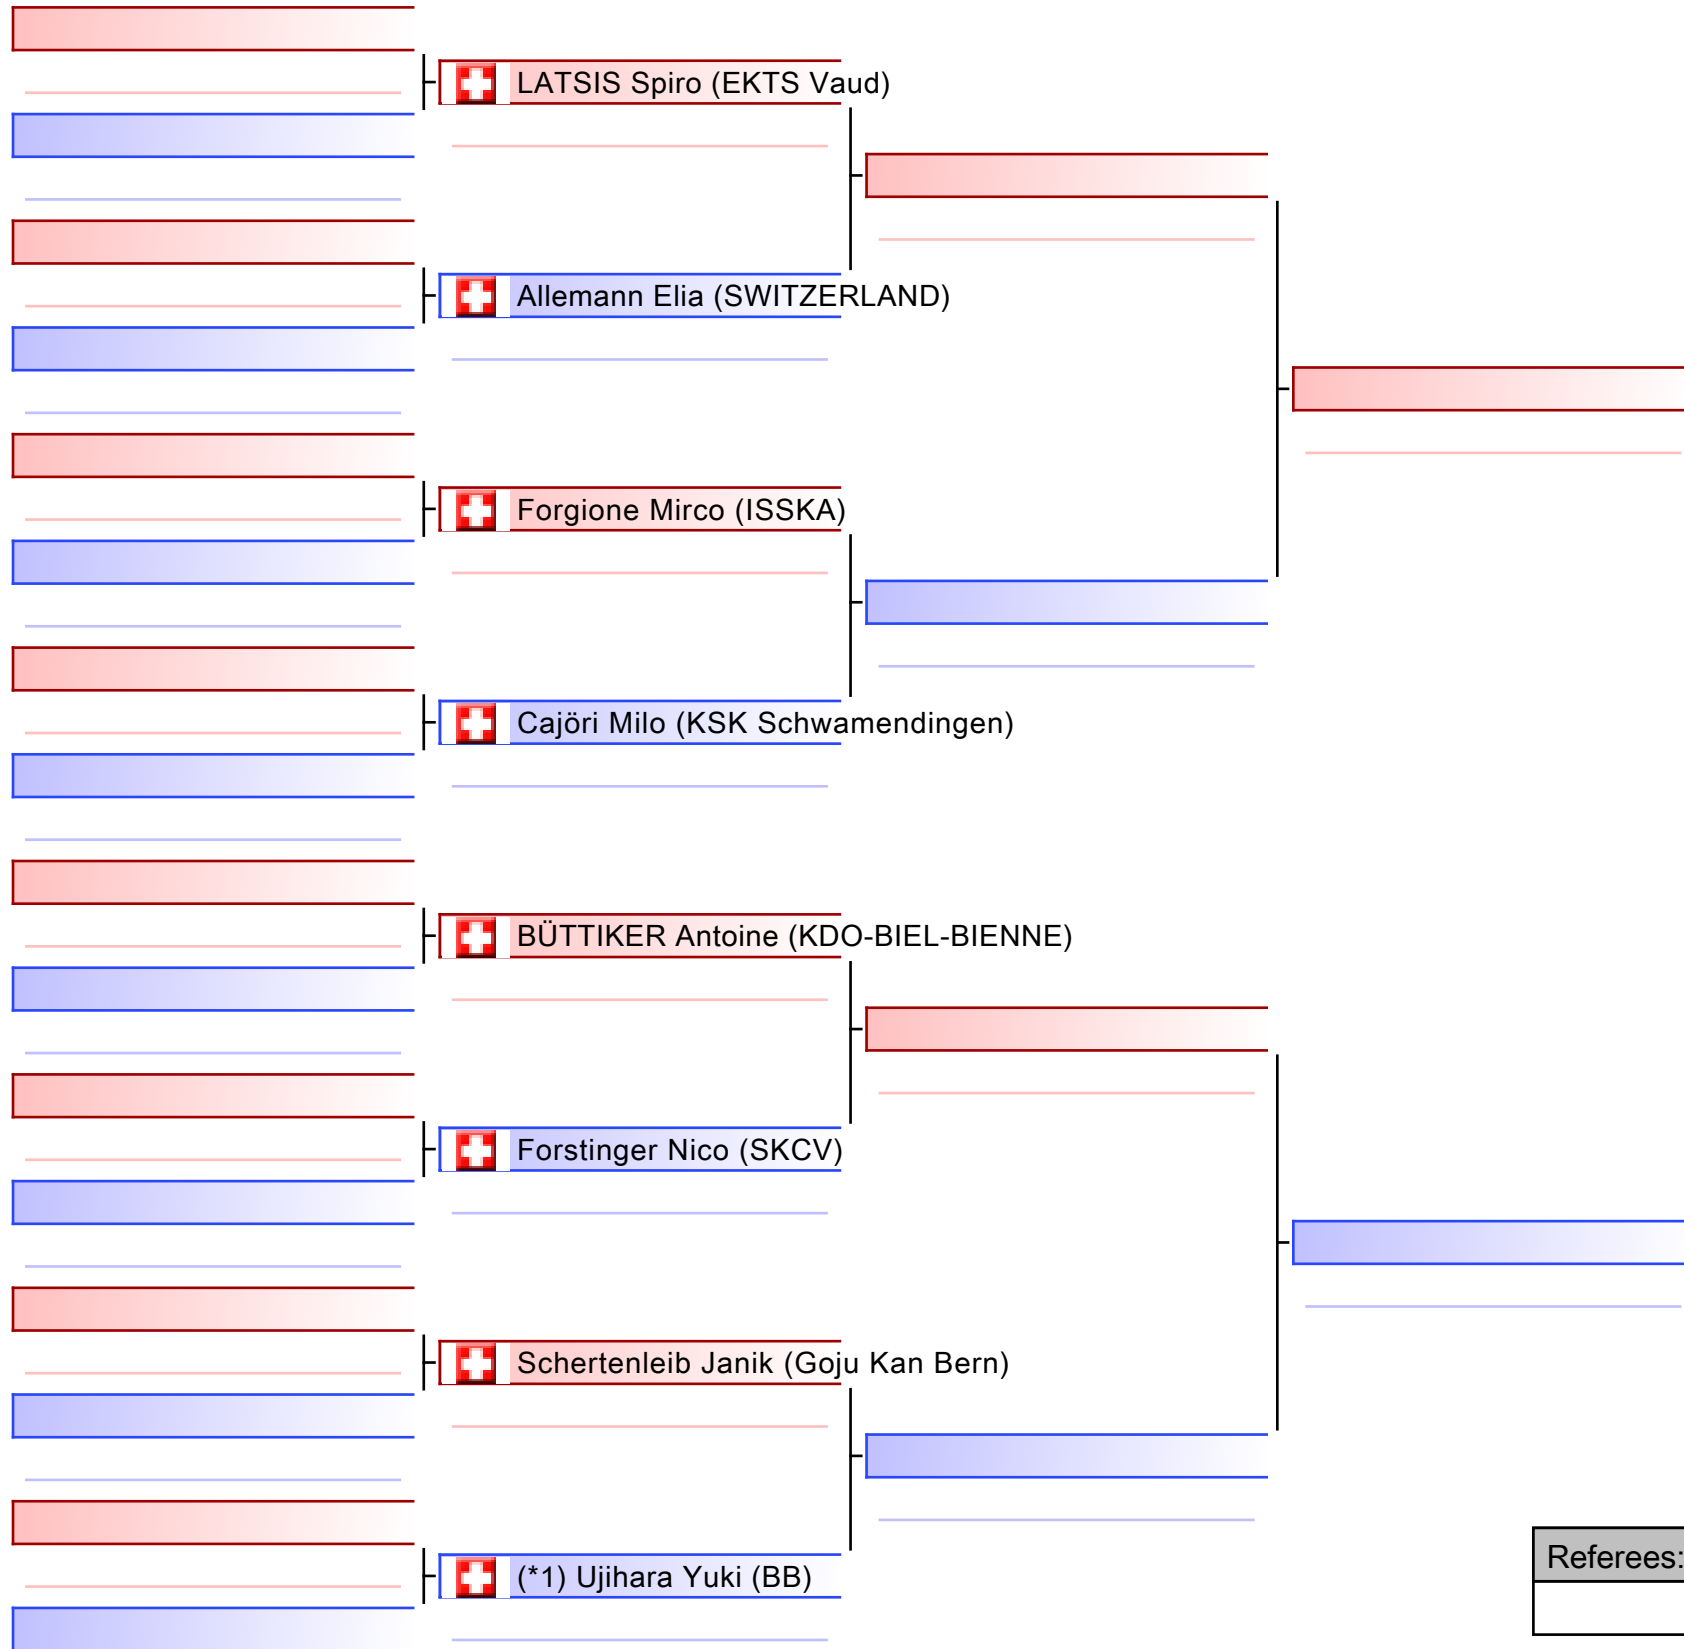 LATSIS Spiro (EKTS Vaud)
Allemann Elia (SWITZERLAND)
Forgione Mirco (ISSKA)
Cajöri Milo (KSK Schwamendingen)
BÜTTIKER Antoine (KDO-BIEL-BIENNE)
Forstinger Nico (SKCV)
Schertenleib Janik (Goju Kan Bern)
(*1) Ujihara Yuki (BB)
Referees: